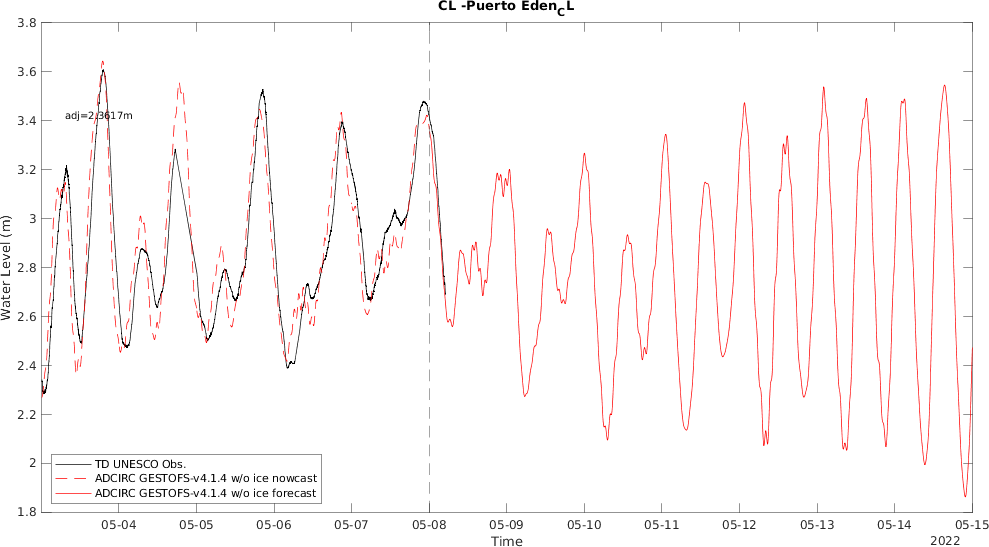 CL -Puerto Eden_CL
3.8
3.6
3.4
3.2
3
2.8
2.6
2.4
2.2
2
1.8
Water Level (m)
adj=2.3617m
TD UNESCO Obs.
ADCIRC GESTOFS-v4.1.4 w/o ice nowcast
ADCIRC GESTOFS-v4.1.4 w/o ice forecast
05-04 05-05 05-06 05-07 05-08 05-09 05-10 05-11 05-12 05-13 05-14 05-15
Time
2022